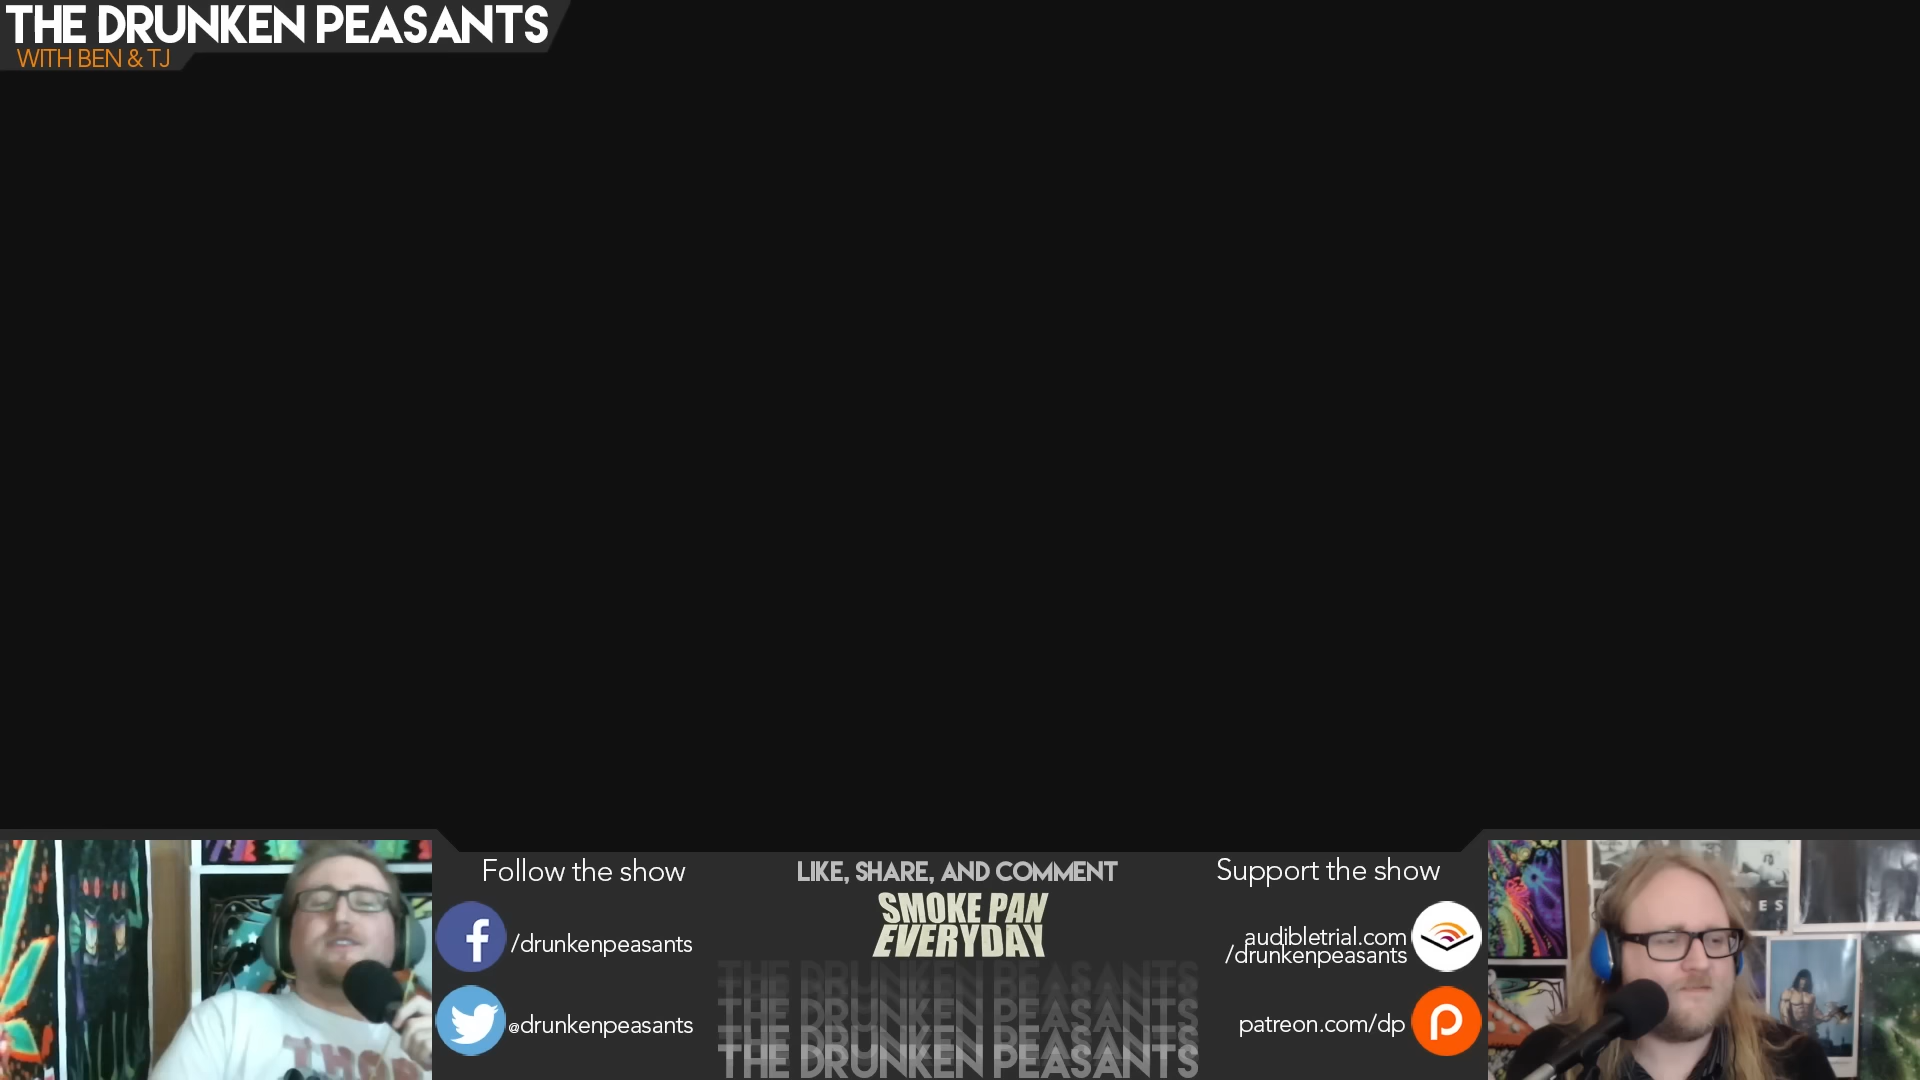 THE DRUNKEN PEASANTS
WITH BEN & TJ
Follow the show
/drunkenpeasants
@drunkenpeasants
LIKE, SHARE, AND COMMENT
SMOKE PAN
EVERYDAY
THE DRUNKEN PEASANTS
THE DRUNKEN PEASANTS
THE DRUNKEN PEASANTS
THE DRUNKEN PEASANTS
Support the show
audibletrial.com
/drunkenpeasants
patreon.com/dp